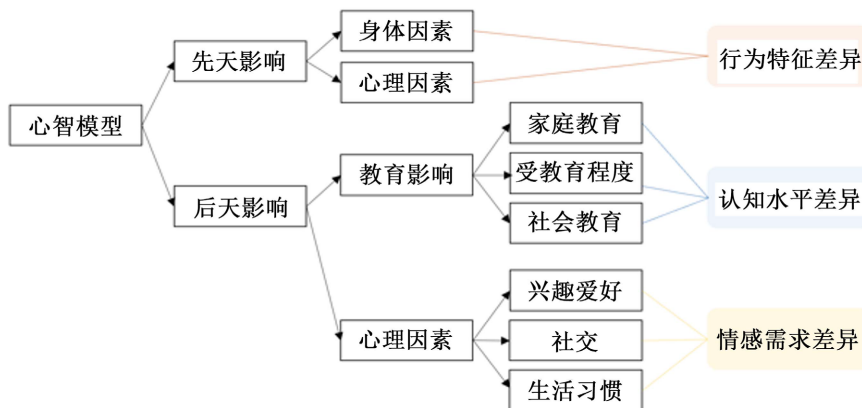 心智模型
先天影响
身体因素
心理因素
行为特征差异
后天影响
教育影响
家庭教育
受教育程度
社会教育
认知水平差异
心理因素
兴趣爱好
社交
生活习惯
情感需求差异